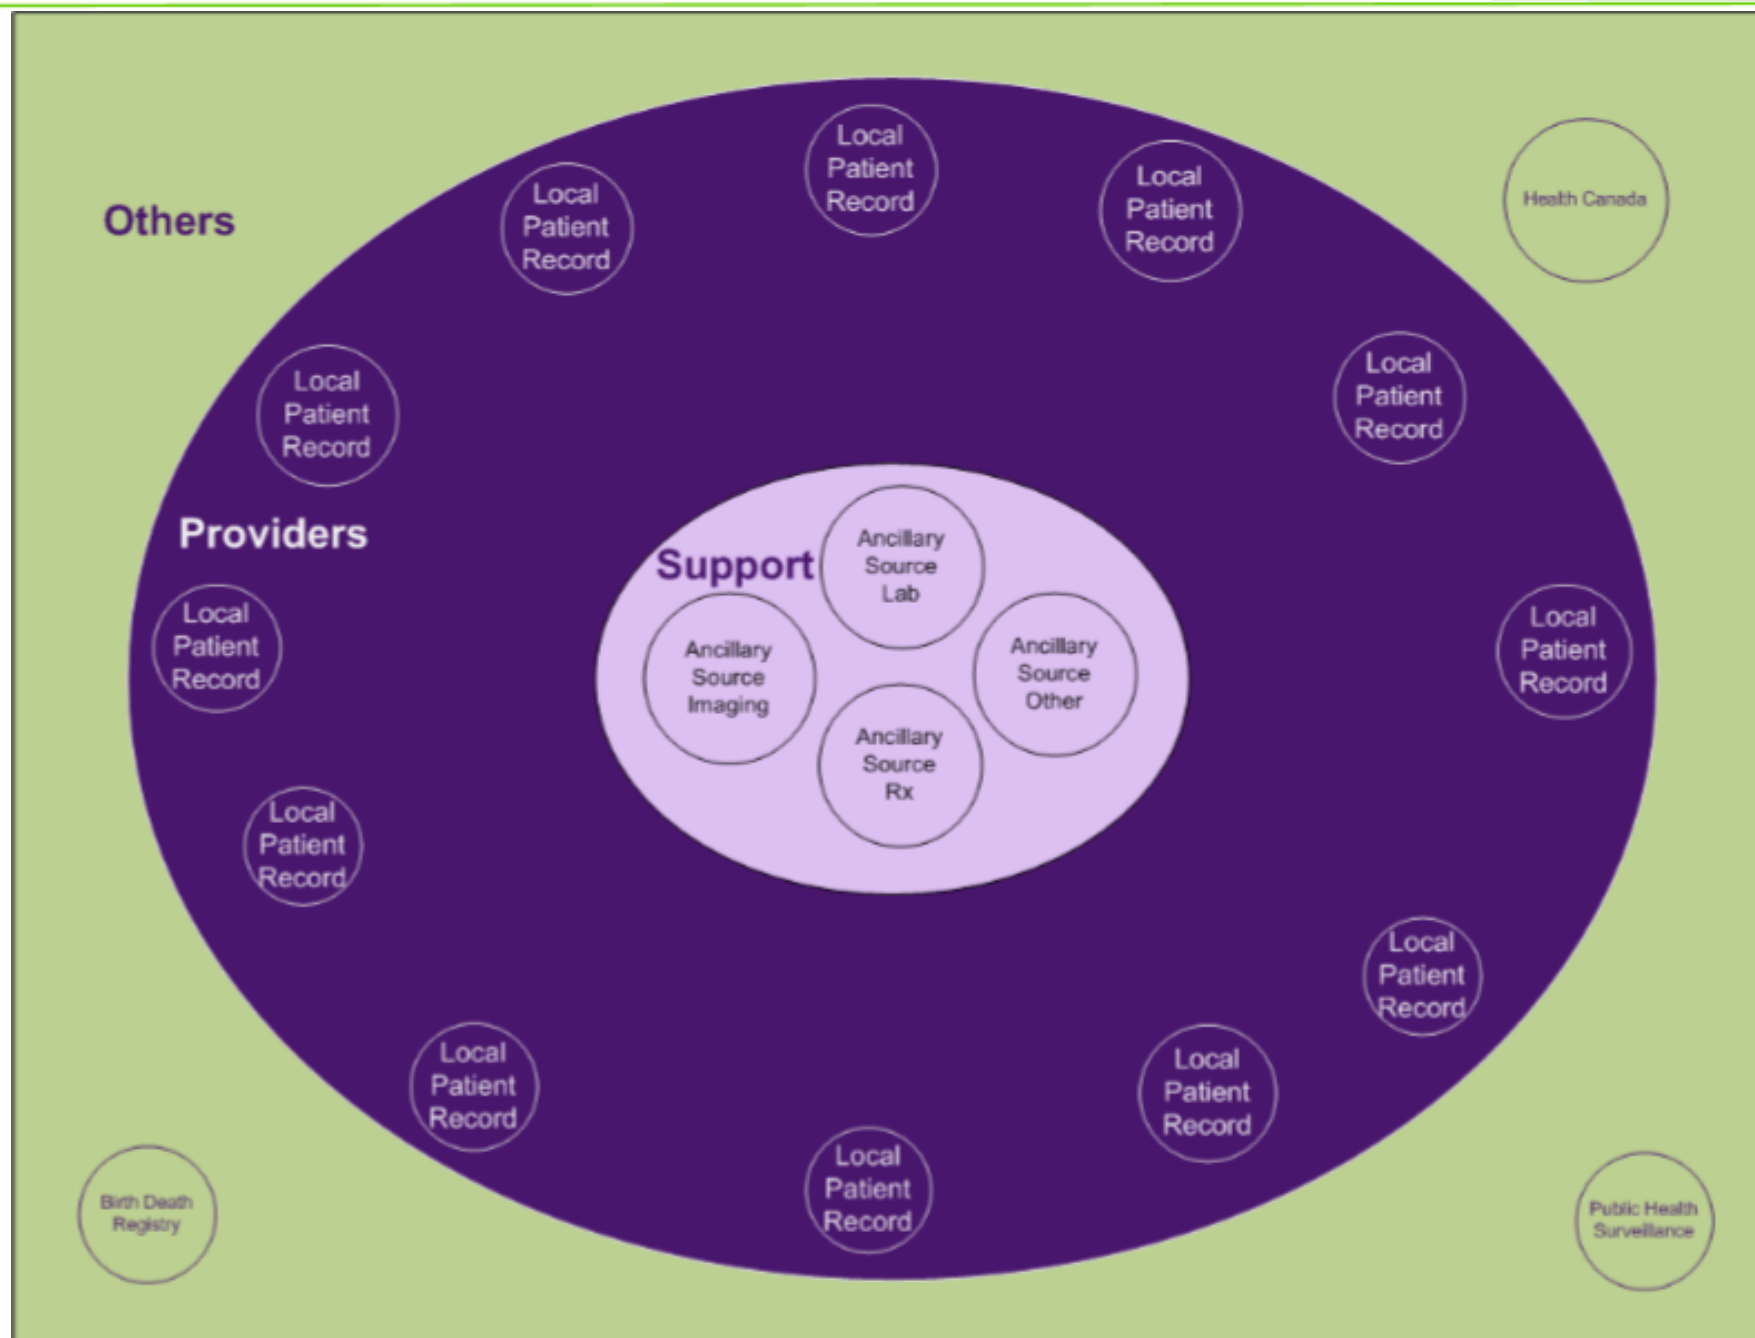 Local
Patient
Record
Local
Patient
Record
Local
Patient
Record
Others
Health Canada
Local
Patient
Record
Local
Patient
Record
Providers
Support
Ancillary
Source
Lab
Local
Patient
Record
Ancillary
Source
Imaging
Ancillary
Source
Other
Local
Patient
Record
Ancillary
Source
Rx
Local
Patient
Record
Local
Patient
Record
Local
Patient
Record
Local
Patient
Record
Local
Patient
Record
Birth Death
Registry
Public Health
Surveillance